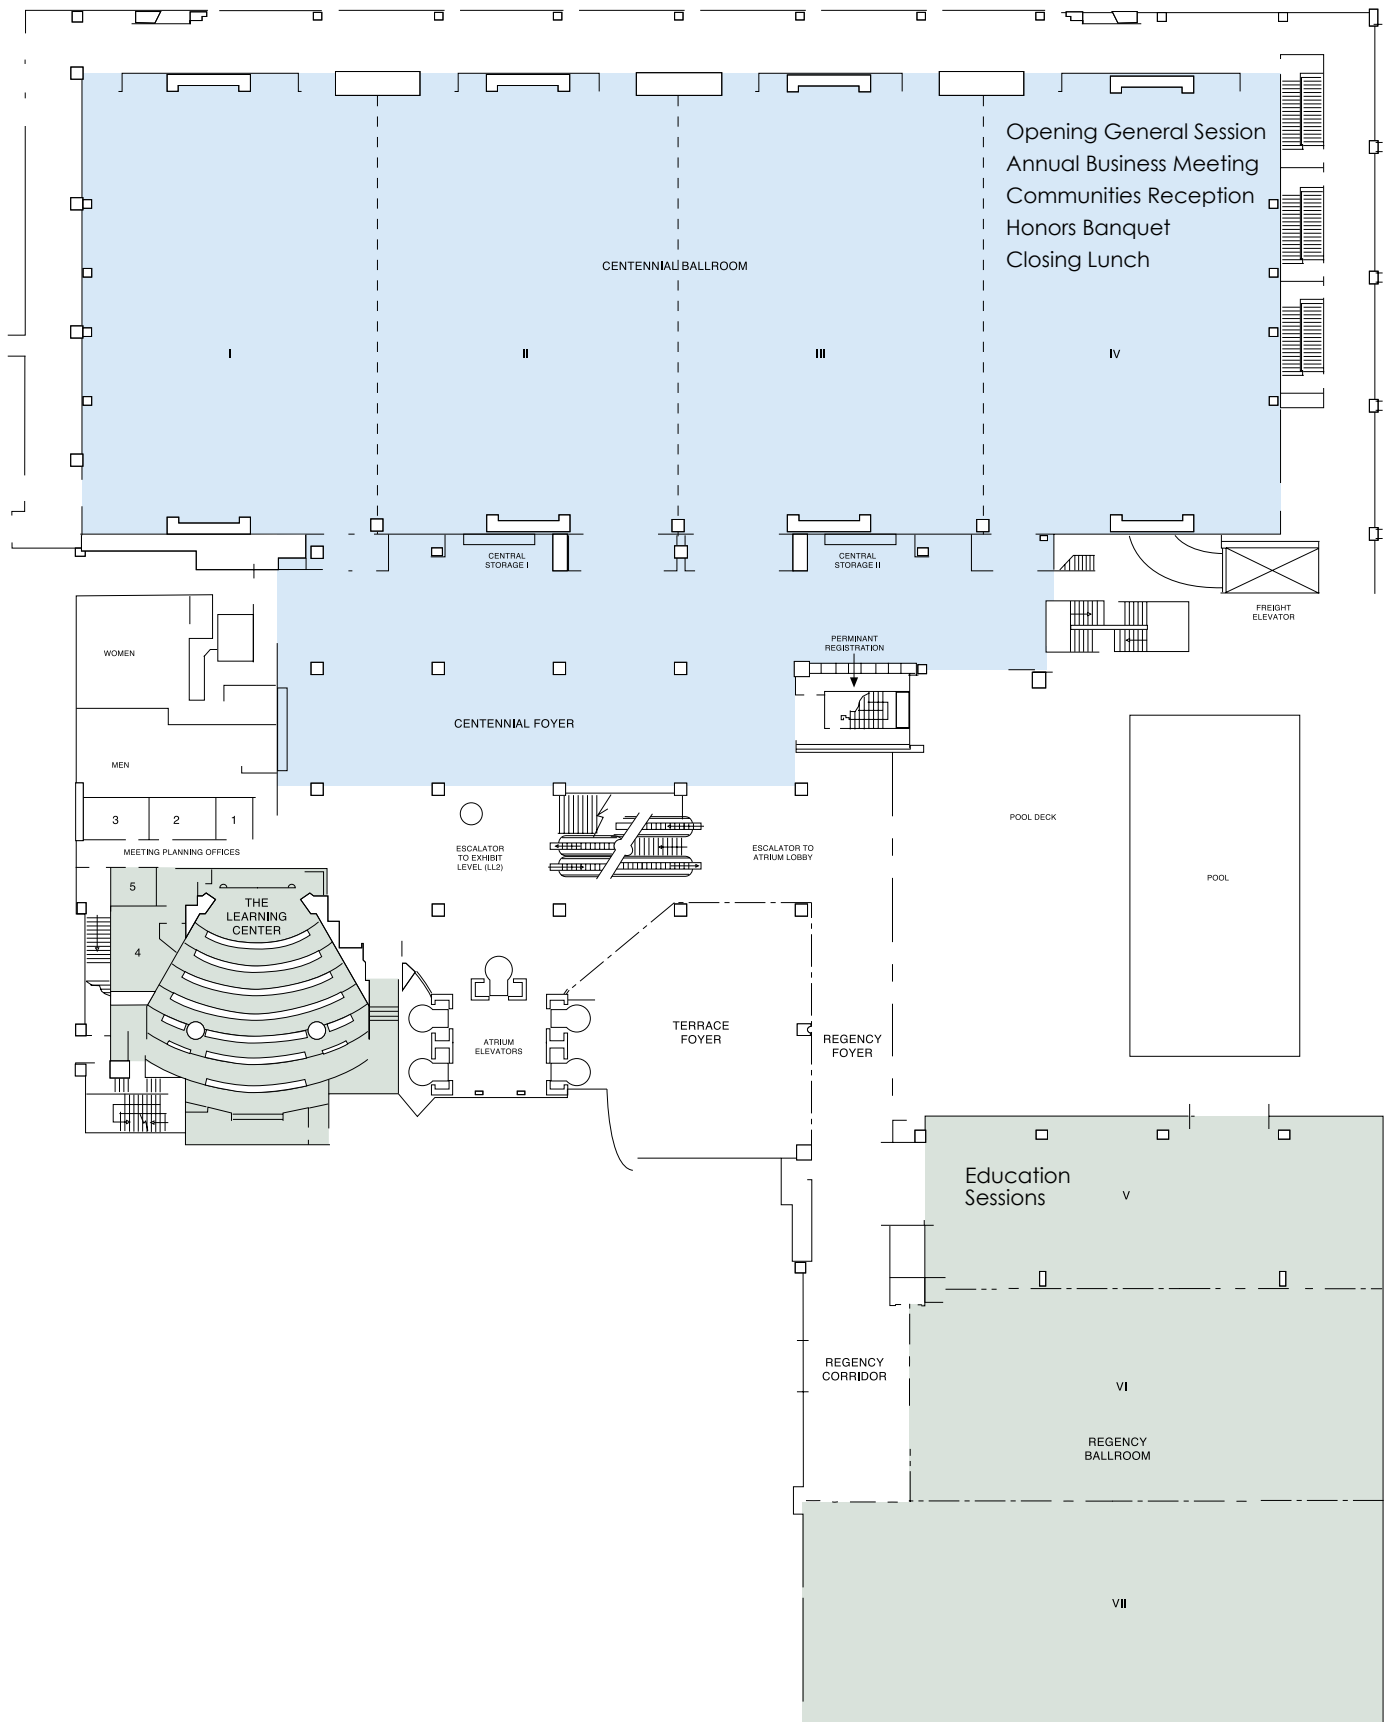 Opening General Session
Annual Business Meeting
Communities Reception
Honors Banquet
Closing Lunch
CENTENNIAL BALLROOM
I
II
III
IV
CENTRAL
STORAGE I
CENTRAL
STORAGE II
FREIGHT
ELEVATOR
WOMEN
PERMINANT
REGISTRATION
CENTENNIAL FOYER
MEN
3
2
1
MEETING PLANNING OFFICES
ESCALATOR
TO EXHIBIT
LEVEL (LL2)
ESCALATOR TO
ATRIUM LOBBY
POOL DECK
POOL
5
THE
LEARNING
CENTER
4
ATRIUM
ELEVATORS
TERRACE
FOYER
REGENCY
FOYER
Education
Sessions
V
REGENCY
CORRIDOR
VI
REGENCY
BALLROOM
VII